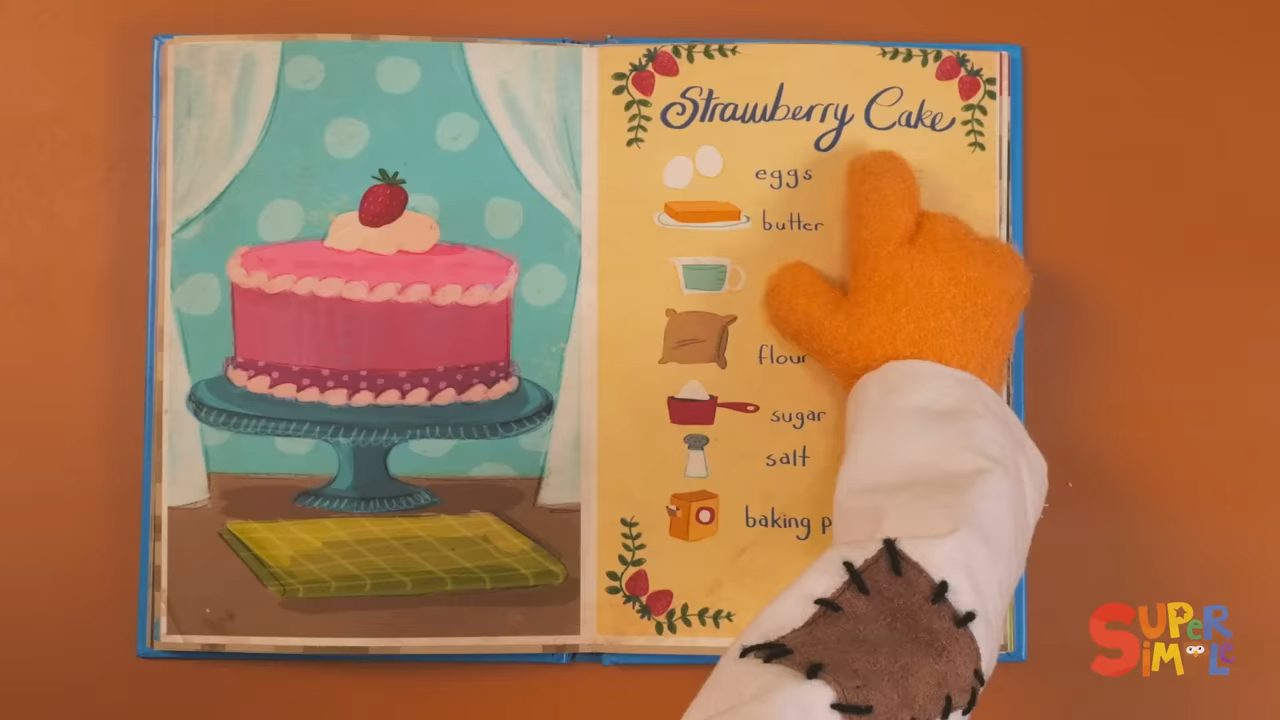 Strawberry Cake
eggs
butter
flour
sugar
salt
baking p
SUPER
SiMPLE